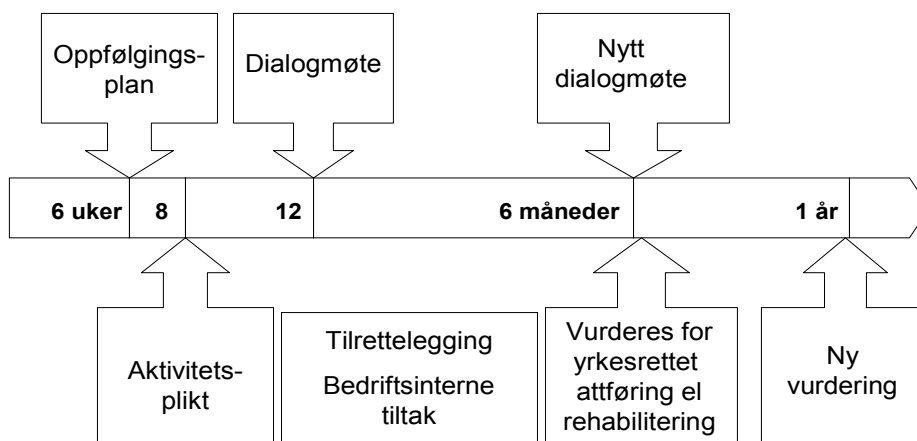 Oppfølgings-
plan
Dialogmøte
Nytt
dialogmøte
6 uker
8
12
6 måneder
1 år
Aktivitets-
plikt
Tilrettelegging
Bedriftsinterne
tiltak
Vurderes for
yrkesrettet
attføring el
rehabilitering
Ny
vurdering